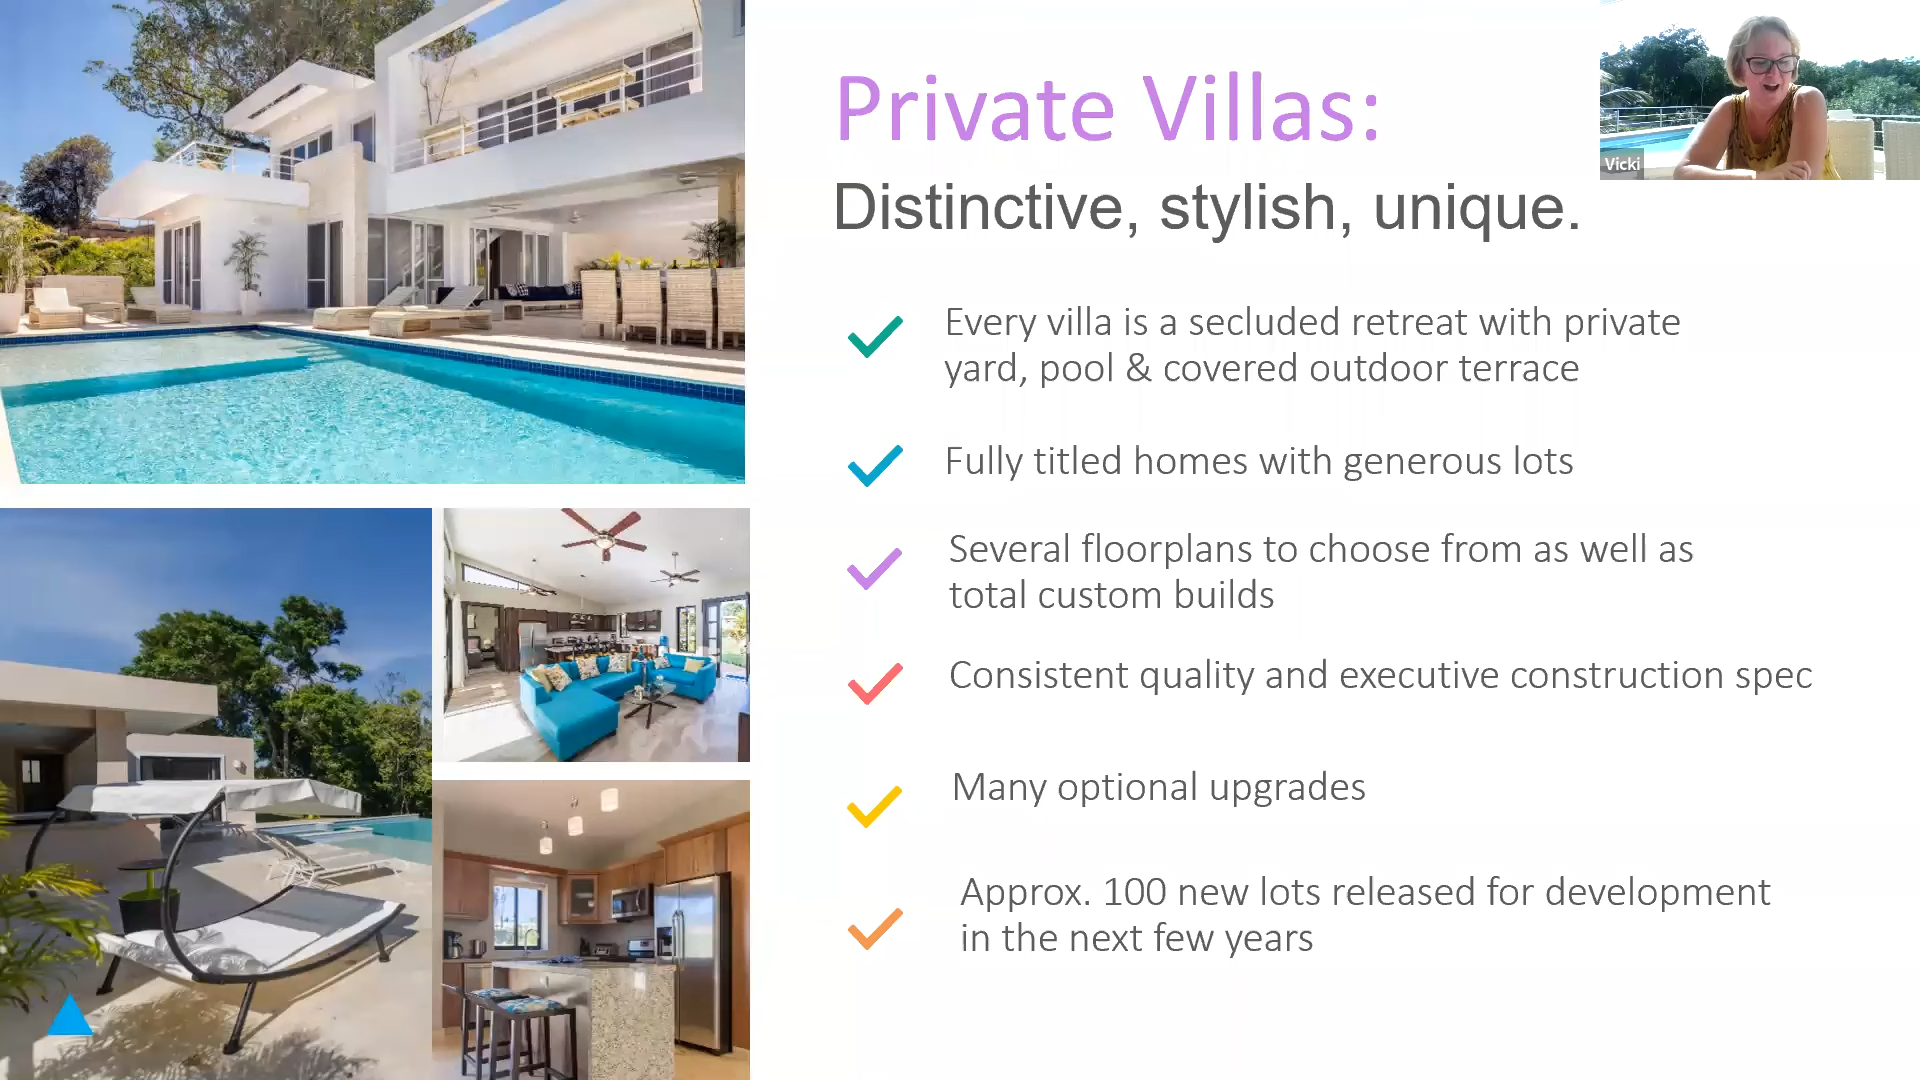 Private Villas:
Vicki
Distinctive, stylish, unique.
Every villa is a secluded retreat with private
yard, pool & covered outdoor terrace
Fully titled homes with generous lots
Several floorplans to choose from as well as
total custom builds
Consistent quality and executive construction spec
Many optional upgrades
Approx. 100 new lots released for development
in the next few years